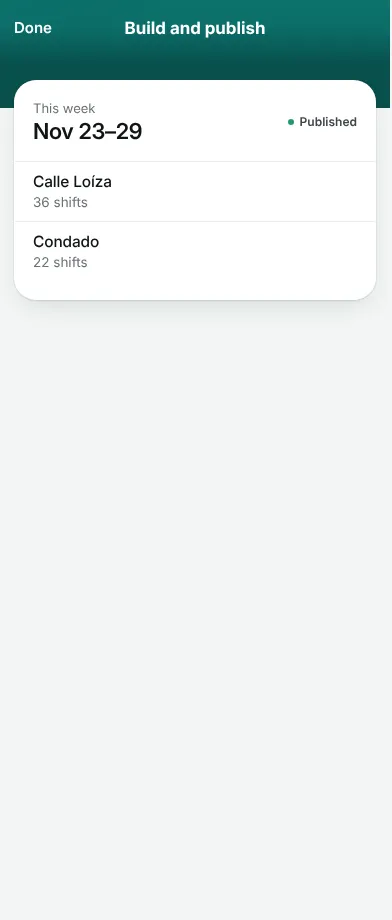 Done
Build and publish
This week
Nov 23–29
Published
Calle Loíza
36 shifts
Condado
22 shifts